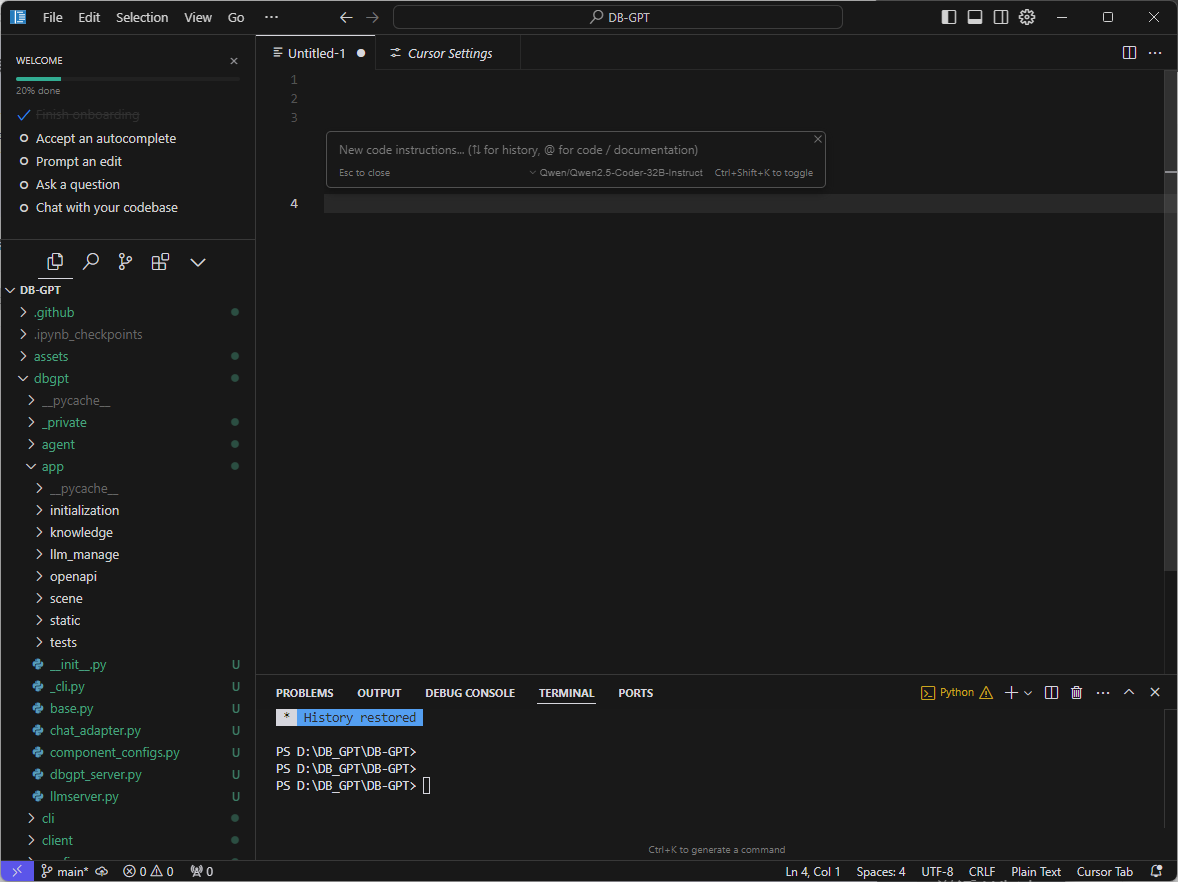 File Edit Selection View Go ···
DB-GPT
WELCOME
20% done
Finish onboarding
Accept an autocomplete
Prompt an edit
Ask a question
Chat with your codebase
DB-GPT
.github
.ipynb_checkpoints
assets
dbgpt
__pycache__
_private
agent
app
__pycache__
initialization
knowledge
llm_manage
openapi
scene
static
tests
__init__.py U
_cli.py U
base.py U
chat_adapter.py U
component_configs.py U
dbgpt_server.py U
llmserver.py U
cli
client
Untitled-1
Cursor Settings
1
2
3
New code instructions... (⇅ for history, @ for code / documentation)
Esc to close
Qwen/Qwen2.5-Coder-32B-Instruct
Ctrl+Shift+K to toggle
4
PROBLEMS OUTPUT DEBUG CONSOLE TERMINAL PORTS
Python
* History restored
PS D:\DB_GPT\DB-GPT>
PS D:\DB_GPT\DB-GPT>
PS D:\DB_GPT\DB-GPT>
Ctrl+K to generate a command
main* 0 0 0
Ln 4, Col 1 Spaces: 4 UTF-8 CRLF Plain Text Cursor Tab